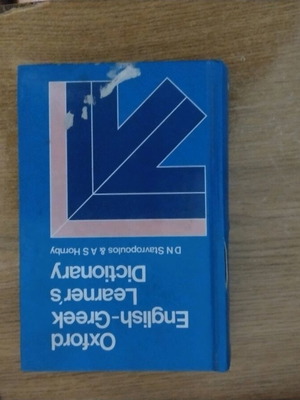 Oxford
English-Greek
Learner's
Dictionary
D N Stavropoulos & A S Hornby